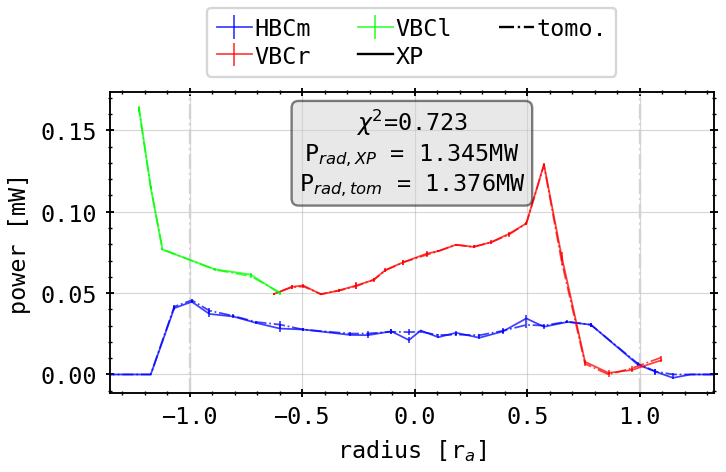 HBCm VBCl tomo.
VBCr XP
χ²=0.723
P_rad,XP = 1.345MW
P_rad,tom = 1.376MW
0.15
0.10
0.05
0.00
power [mW]
−1.0 −0.5 0.0 0.5 1.0
radius [r_a]